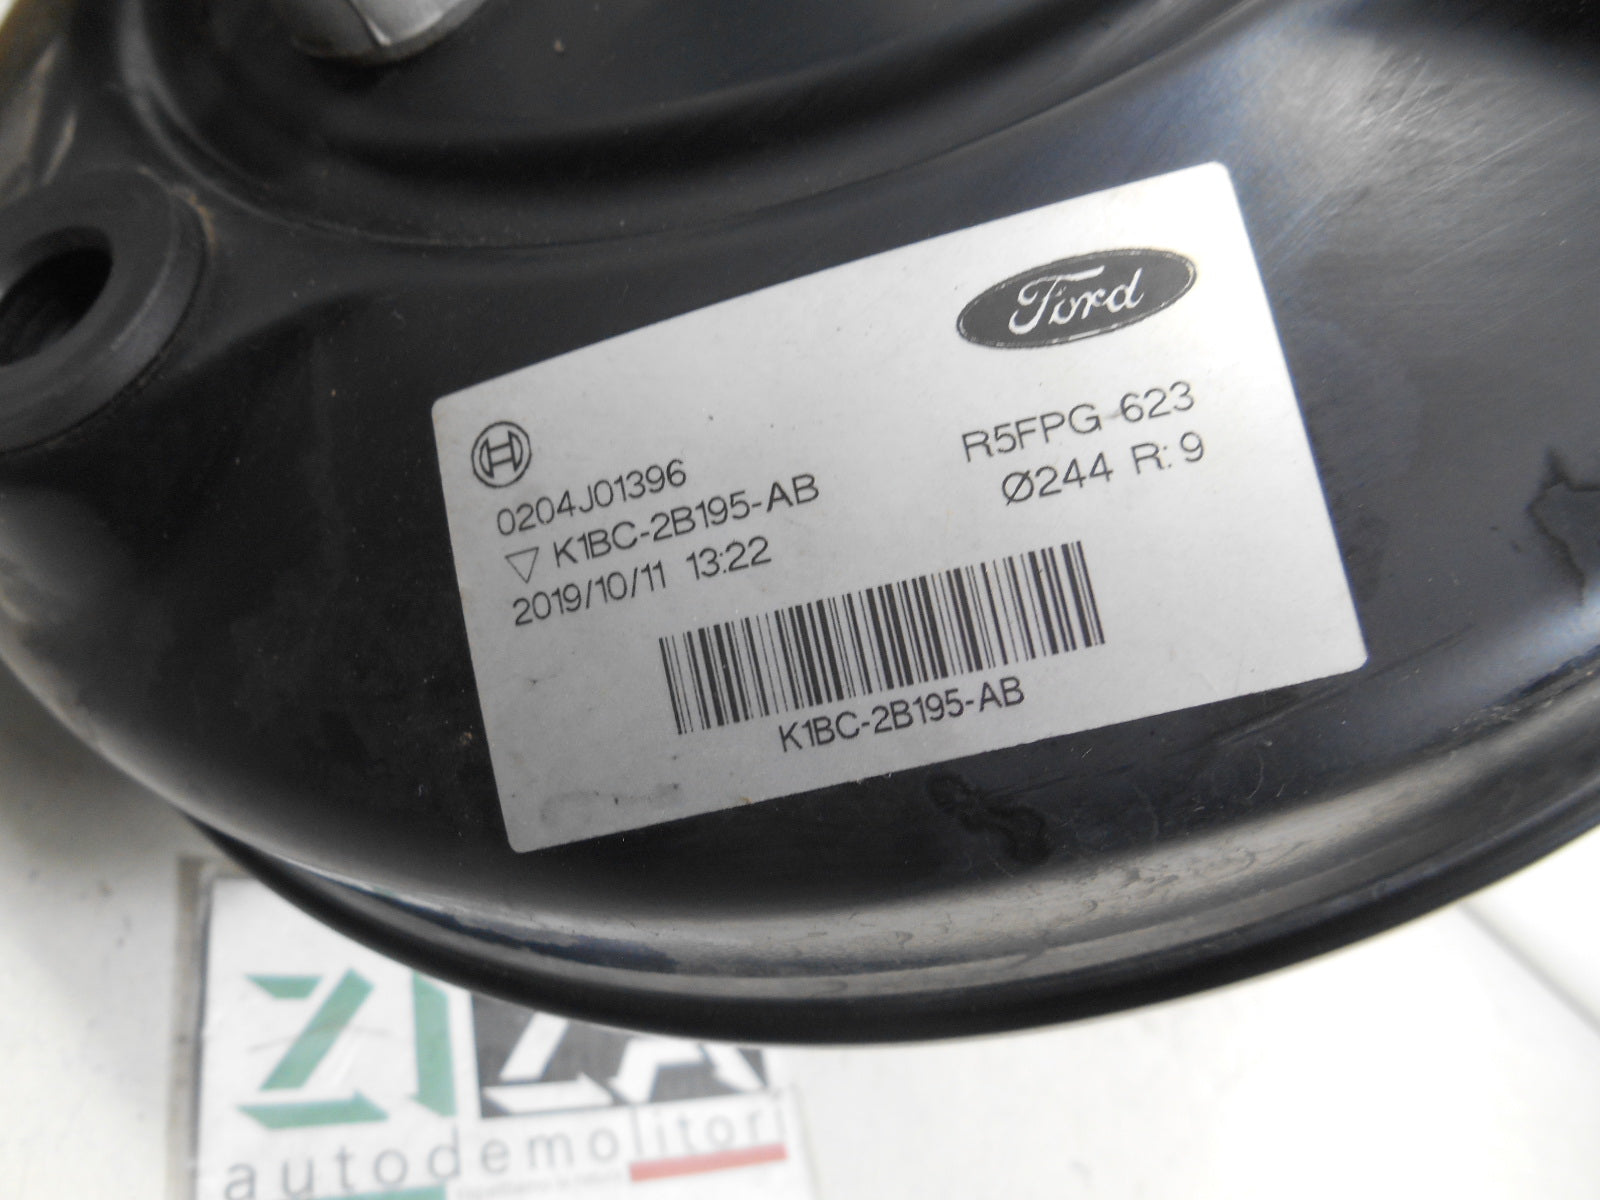 Ford
0204J01396
K1BC-2B195-AB
2019/10/11 13:22
R5FPG 623
Ø244 R: 9
K1BC-2B195-AB
autodemolitori